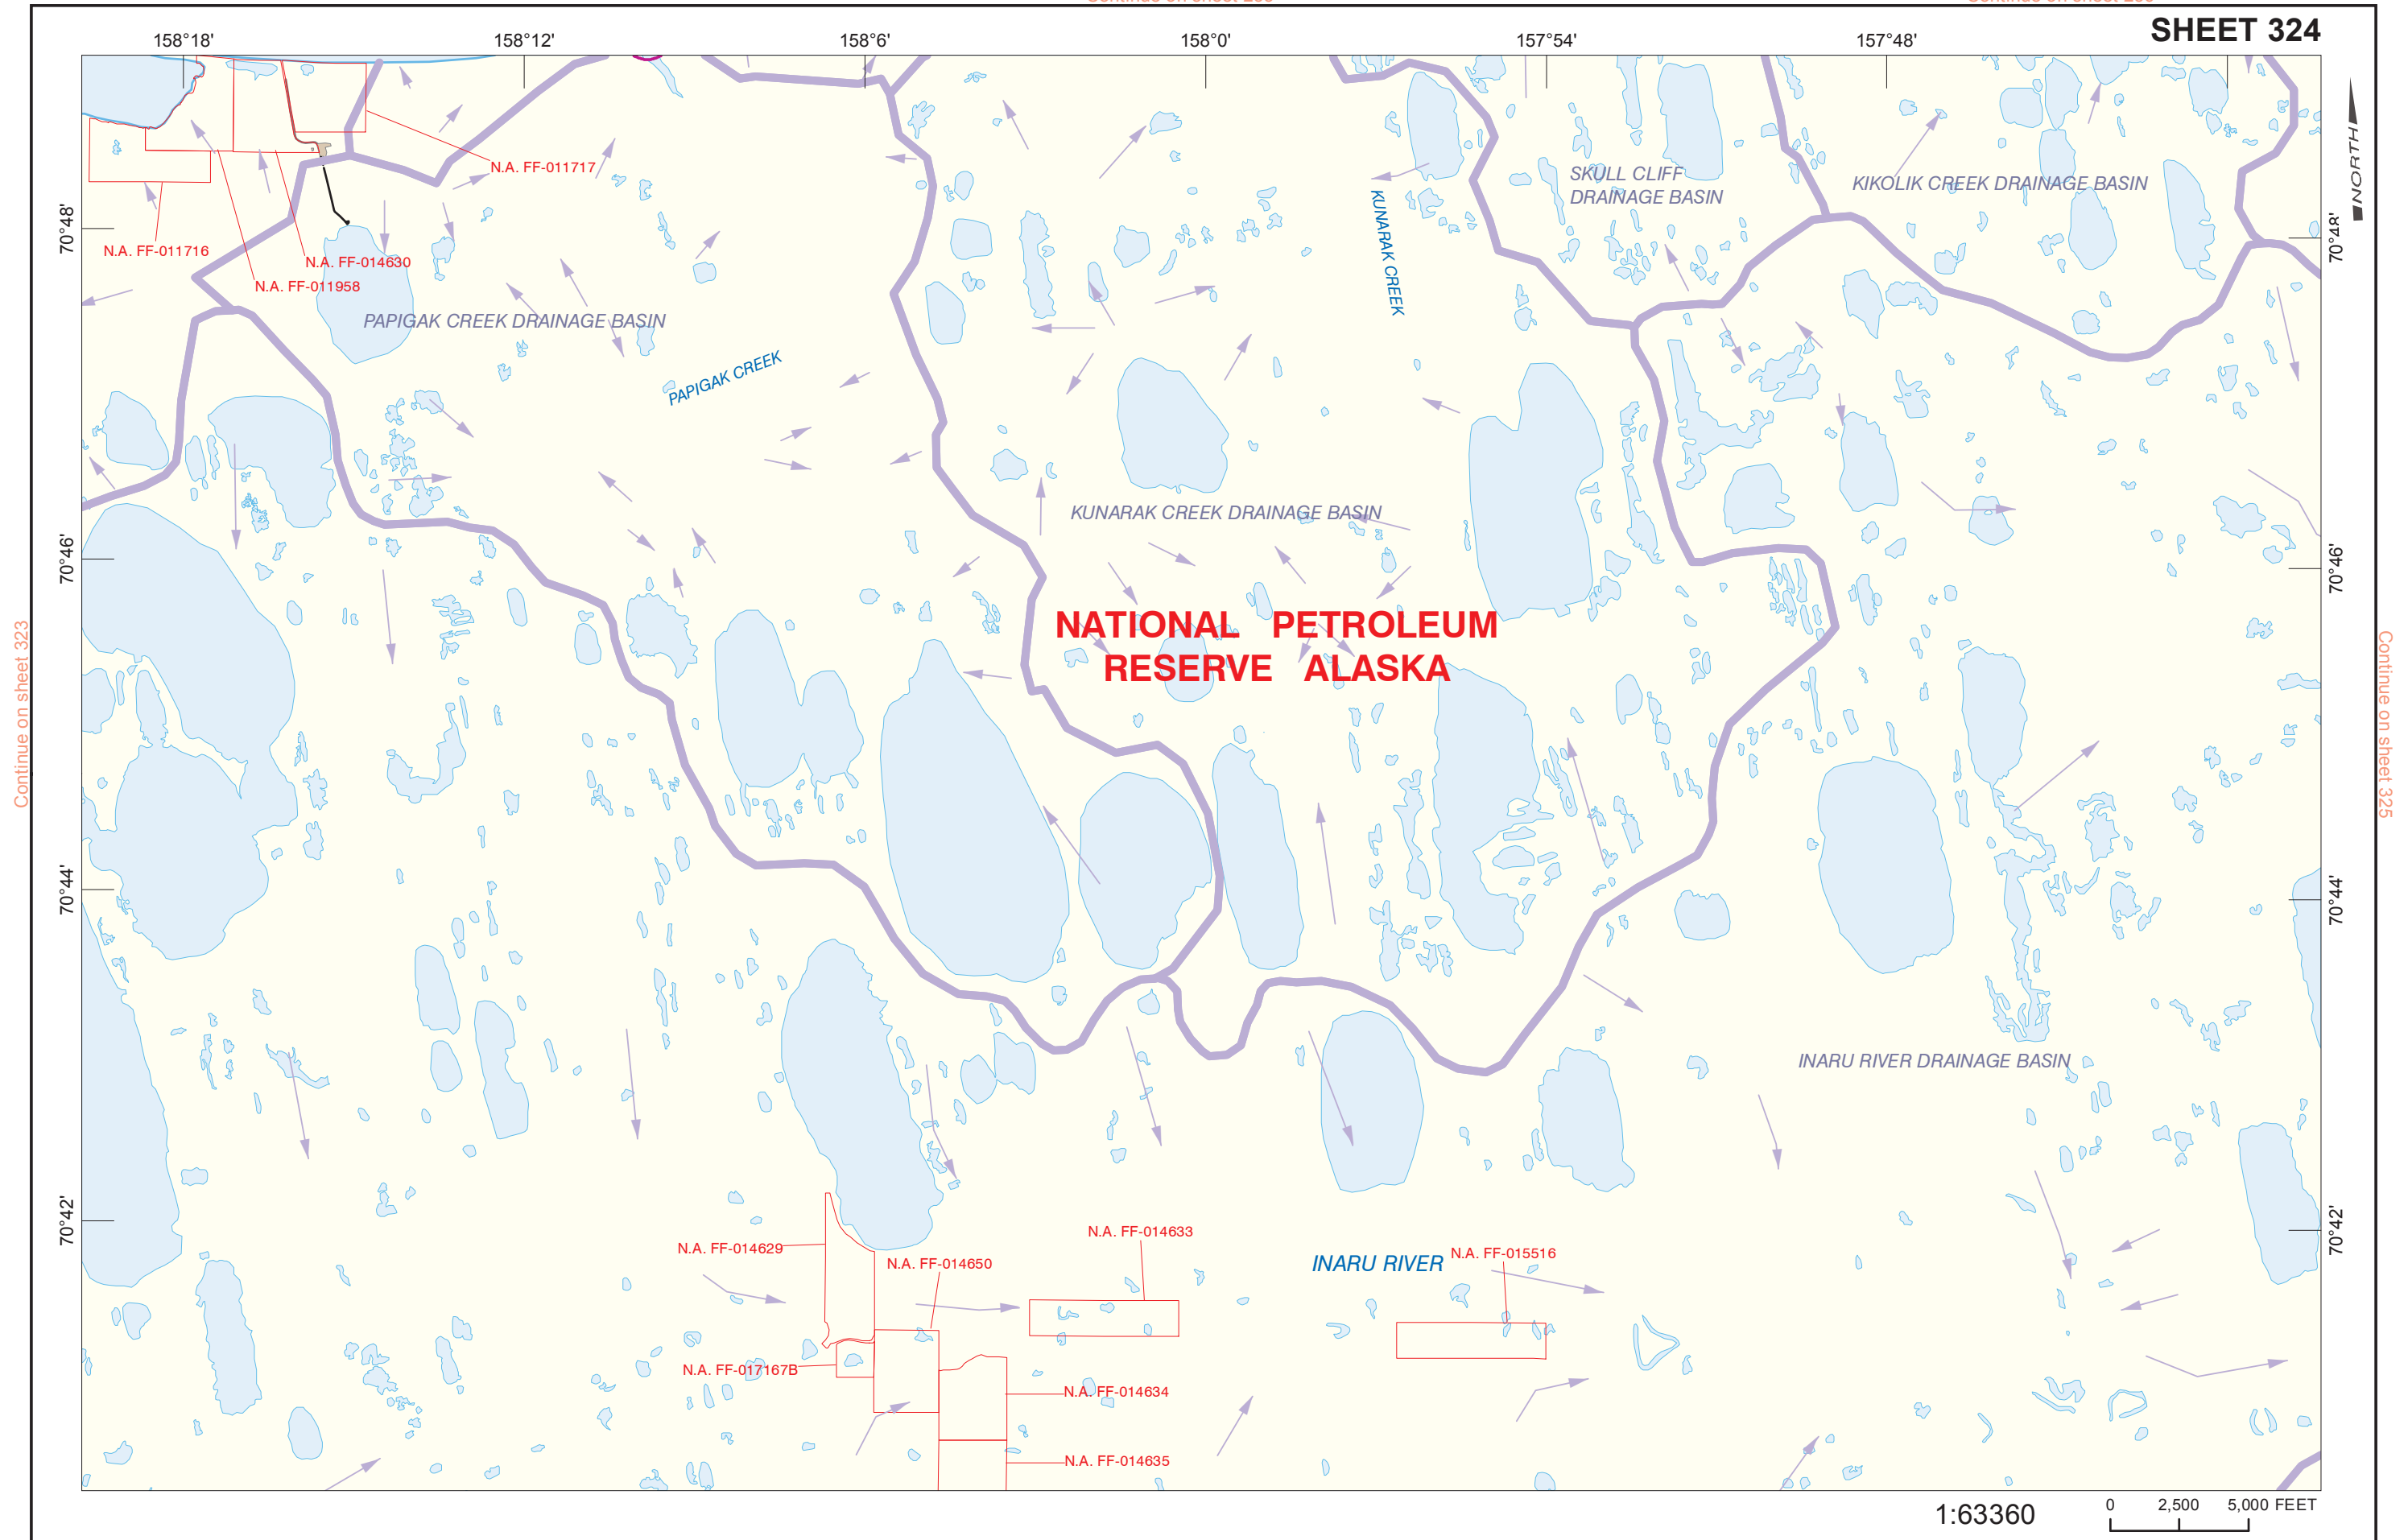 SHEET 324
158°18'
158°12'
158°6'
158°0'
157°54'
157°48'
NORTH
N.A. FF-011717
SKULL CLIFF
DRAINAGE BASIN
KIKOLIK CREEK DRAINAGE BASIN
70°48'
70°48'
N.A. FF-011716
N.A. FF-014630
N.A. FF-011958
KUNARAK CREEK
PAPIGAK CREEK DRAINAGE BASIN
PAPIGAK CREEK
KUNARAK CREEK DRAINAGE BASIN
70°46'
70°46'
NATIONAL PETROLEUM
RESERVE ALASKA
Continue on sheet 323
Continue on sheet 325
70°44'
70°44'
INARU RIVER DRAINAGE BASIN
70°42'
70°42'
N.A. FF-014629
N.A. FF-014650
N.A. FF-014633
INARU RIVER
N.A. FF-015516
N.A. FF-017167B
N.A. FF-014634
N.A. FF-014635
1:63360
0 2,500 5,000 FEET